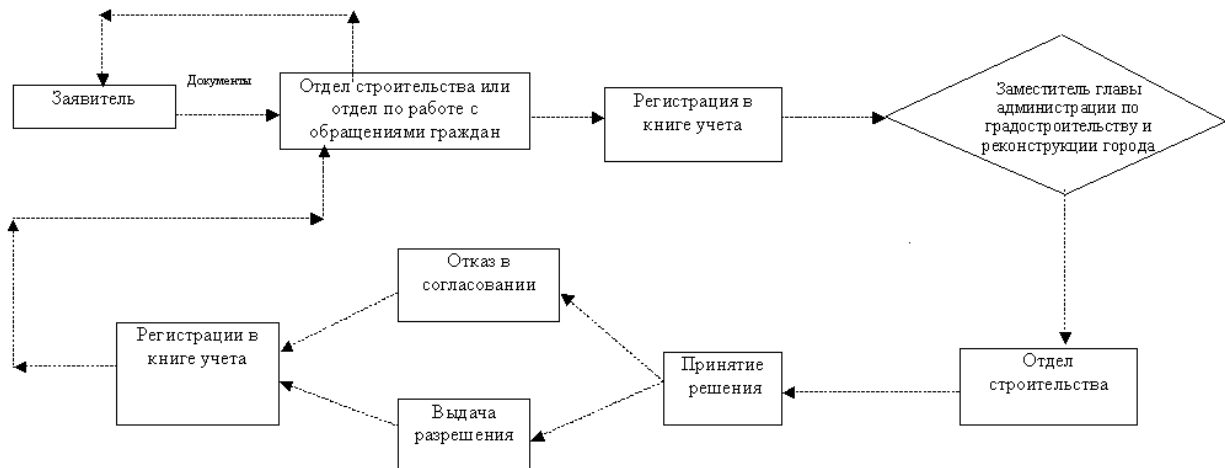 Заявитель
Документы
Отдел строительства или
отдел по работе с
обращениями граждан
Регистрация в
книге учета
Заместитель главы
администрации по
градостроительству и
реконструкции города
Отказ в
согласовании
Регистрации в
книге учета
Принятие
решения
Отдел
строительства
Выдача
разрешения